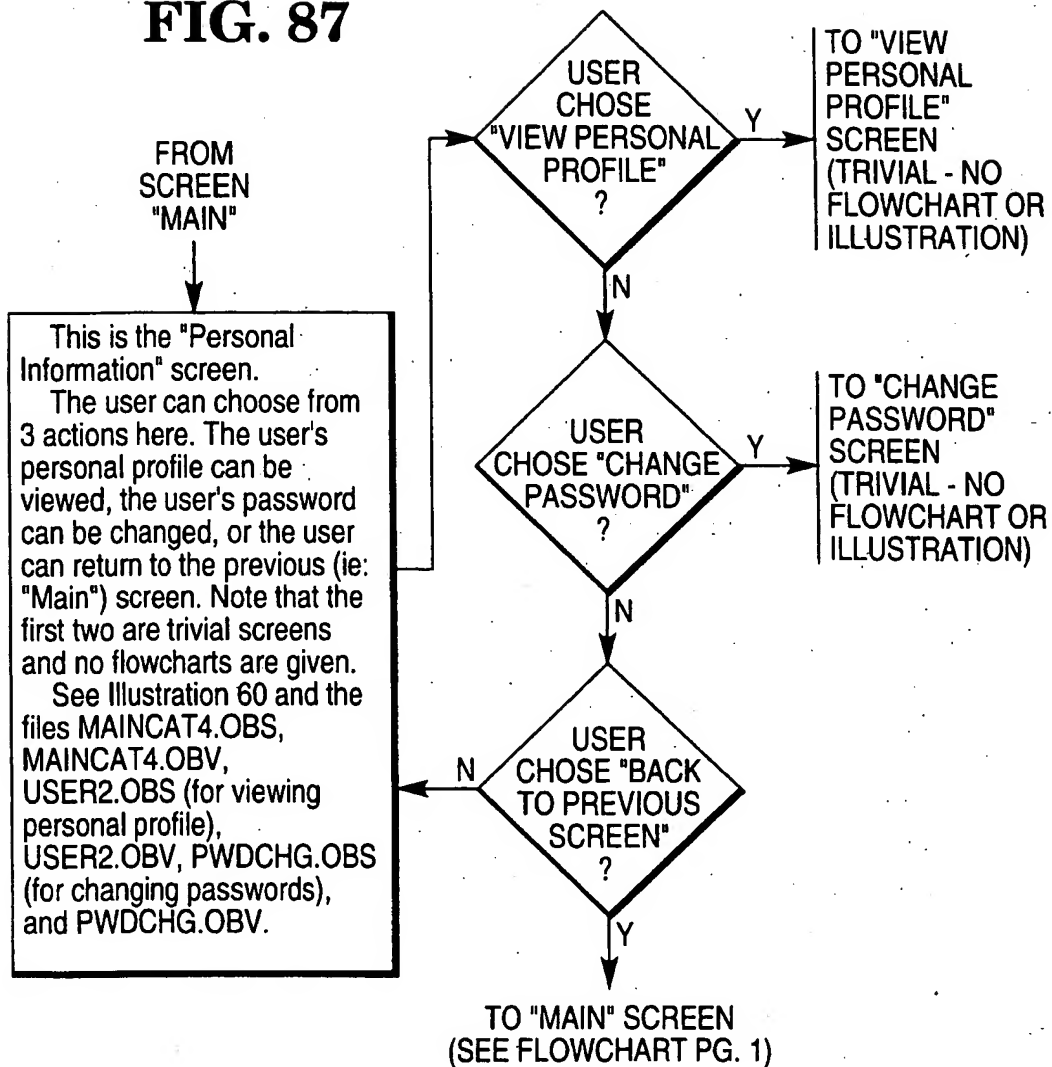 FIG. 87
FROM
SCREEN
"MAIN"
This is the "Personal
Information" screen.
The user can choose from
3 actions here. The user's
personal profile can be
viewed, the user's password
can be changed, or the user
can return to the previous (ie:
"Main") screen. Note that the
first two are trivial screens
and no flowcharts are given.
See Illustration 60 and the
files MAINCAT4.OBS,
MAINCAT4.OBV,
USER2.OBS (for viewing
personal profile),
USER2.OBV, PWDCHG.OBS
(for changing passwords),
and PWDCHG.OBV.
USER
CHOSE
"VIEW PERSONAL
PROFILE"
?
Y
TO "VIEW
PERSONAL
PROFILE"
SCREEN
(TRIVIAL - NO
FLOWCHART OR
ILLUSTRATION)
N
USER
CHOSE "CHANGE
PASSWORD"
?
Y
TO "CHANGE
PASSWORD"
SCREEN
(TRIVIAL - NO
FLOWCHART OR
ILLUSTRATION)
N
USER
CHOSE "BACK
TO PREVIOUS
SCREEN"
?
N
Y
TO "MAIN" SCREEN
(SEE FLOWCHART PG. 1)